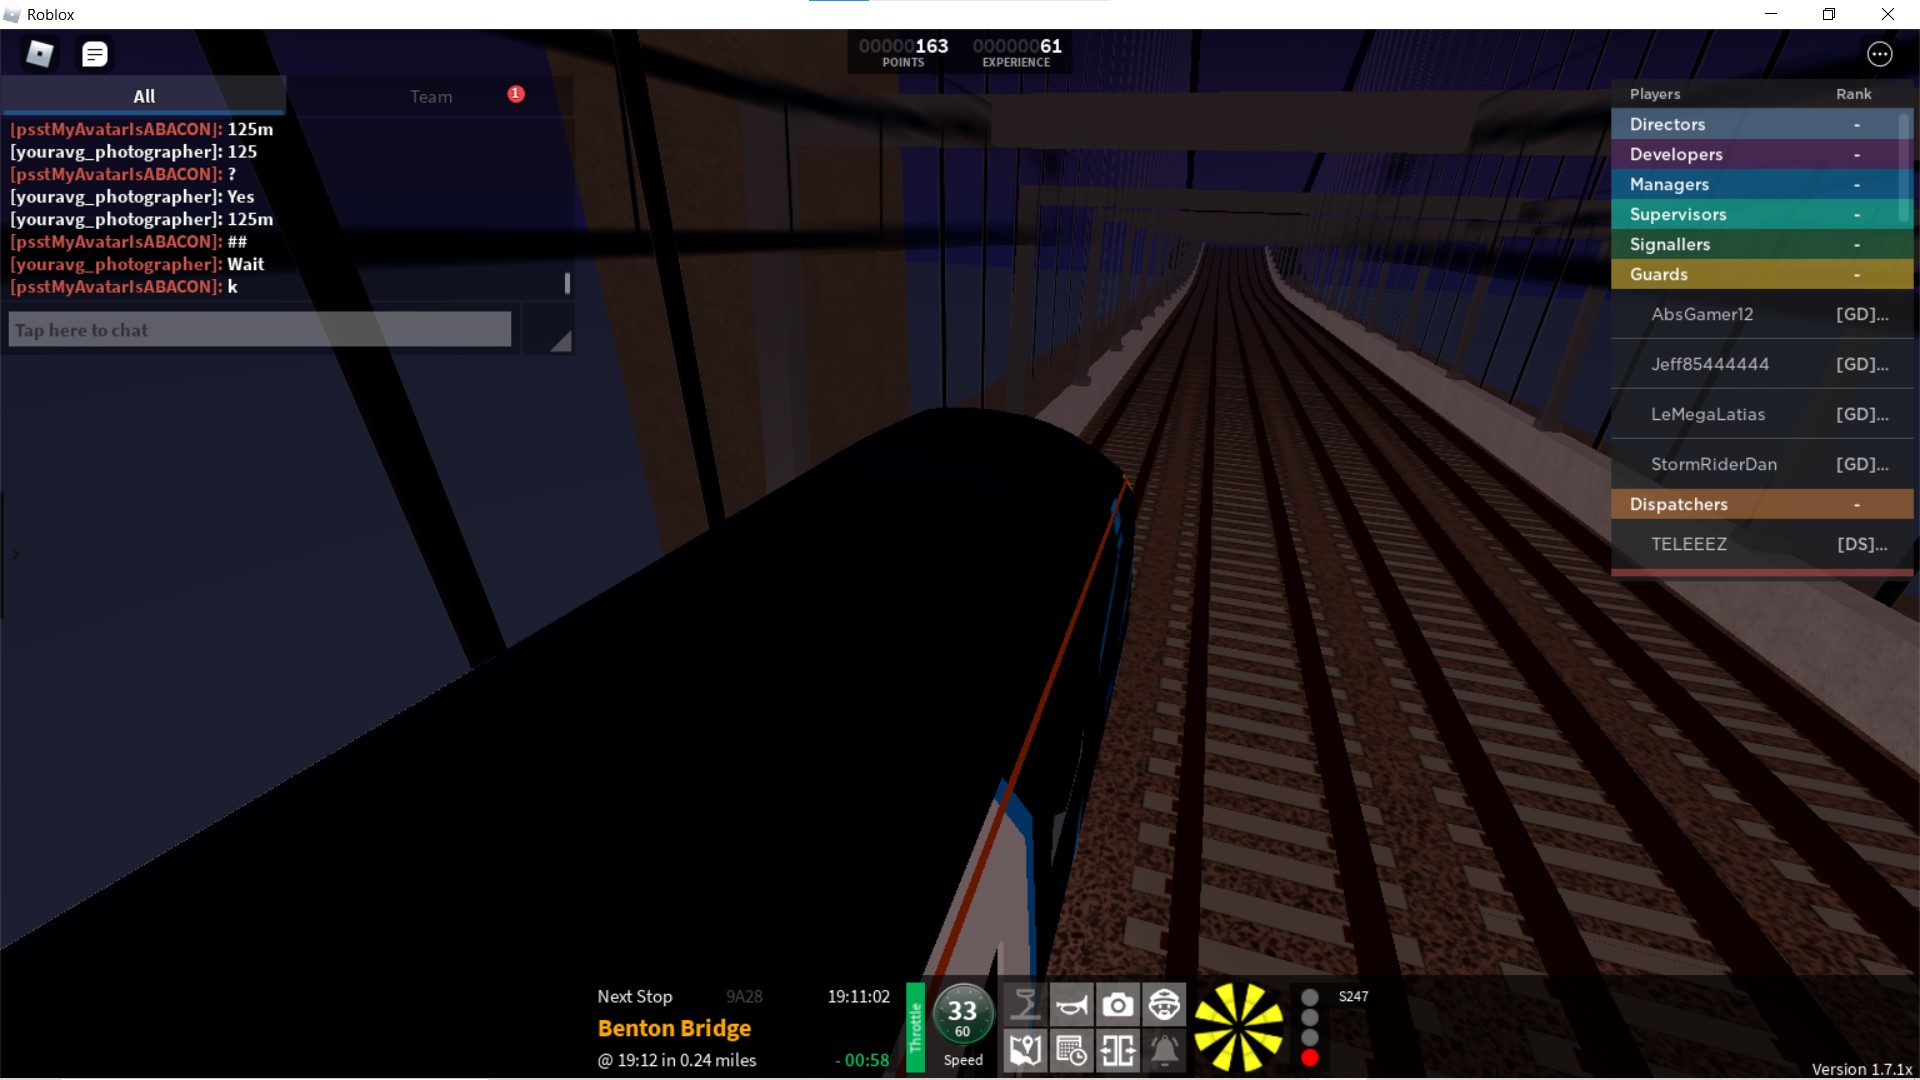 Roblox
00000163 POINTS
00000061 EXPERIENCE
All
Team 1
[psstMyAvatarIsABACON]: 125m
[youravg_photographer]: 125
[psstMyAvatarIsABACON]: ?
[youravg_photographer]: Yes
[youravg_photographer]: 125m
[psstMyAvatarIsABACON]: ##
[youravg_photographer]: Wait
[psstMyAvatarIsABACON]: k
Tap here to chat
Players Rank
Directors -
Developers -
Managers -
Supervisors -
Signallers -
Guards -
AbsGamer12 [GD]...
Jeff85444444 [GD]...
LeMegaLatias [GD]...
StormRiderDan [GD]...
Dispatchers -
TELEEEZ [DS]...
Next Stop 9A28 19:11:02
Benton Bridge
@ 19:12 in 0.24 miles - 00:58
Throttle
33
60
Speed
S247
Version 1.7.1x